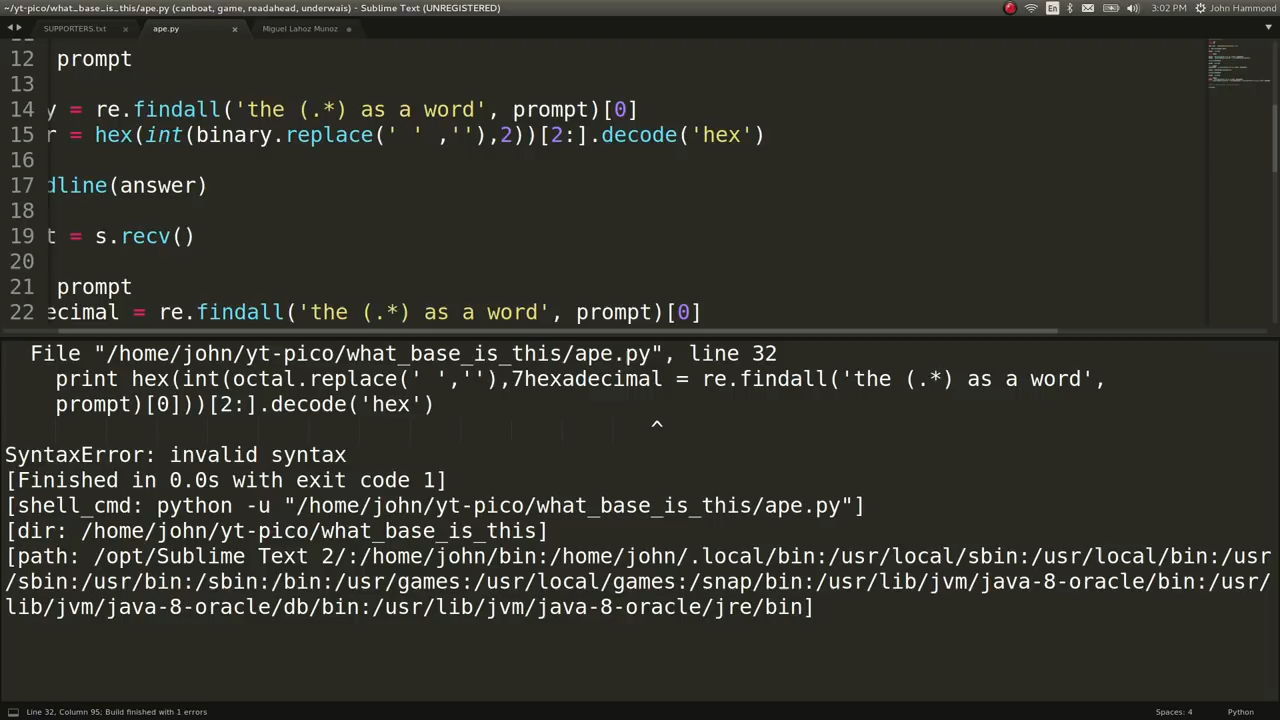 ~/yt-pico/what_base_is_this/ape.py (canboat, game, readahead, underwais) - Sublime Text (UNREGISTERED)
En
3:02 PM
John Hammond
SUPPORTERS.txt
ape.py
Miguel Lahoz Munoz
12 prompt
13
14 y = re.findall('the (.*) as a word', prompt)[0]
15 r = hex(int(binary.replace(' ' ,''),2))[2:].decode('hex')
16
17 dline(answer)
18
19 t = s.recv()
20
21 prompt
22 ecimal = re.findall('the (.*) as a word', prompt)[0]
File "/home/john/yt-pico/what_base_is_this/ape.py", line 32
print hex(int(octal.replace(' ',''),7hexadecimal = re.findall('the (.*) as a word',
prompt)[0]))[2:].decode('hex')
^
SyntaxError: invalid syntax
[Finished in 0.0s with exit code 1]
[shell_cmd: python -u "/home/john/yt-pico/what_base_is_this/ape.py"]
[dir: /home/john/yt-pico/what_base_is_this]
[path: /opt/Sublime Text 2/:/home/john/bin:/home/john/.local/bin:/usr/local/sbin:/usr/local/bin:/usr
/sbin:/usr/bin:/sbin:/bin:/usr/games:/usr/local/games:/snap/bin:/usr/lib/jvm/java-8-oracle/bin:/usr/
lib/jvm/java-8-oracle/db/bin:/usr/lib/jvm/java-8-oracle/jre/bin]
Line 32, Column 95; Build finished with 1 errors
Spaces: 4
Python